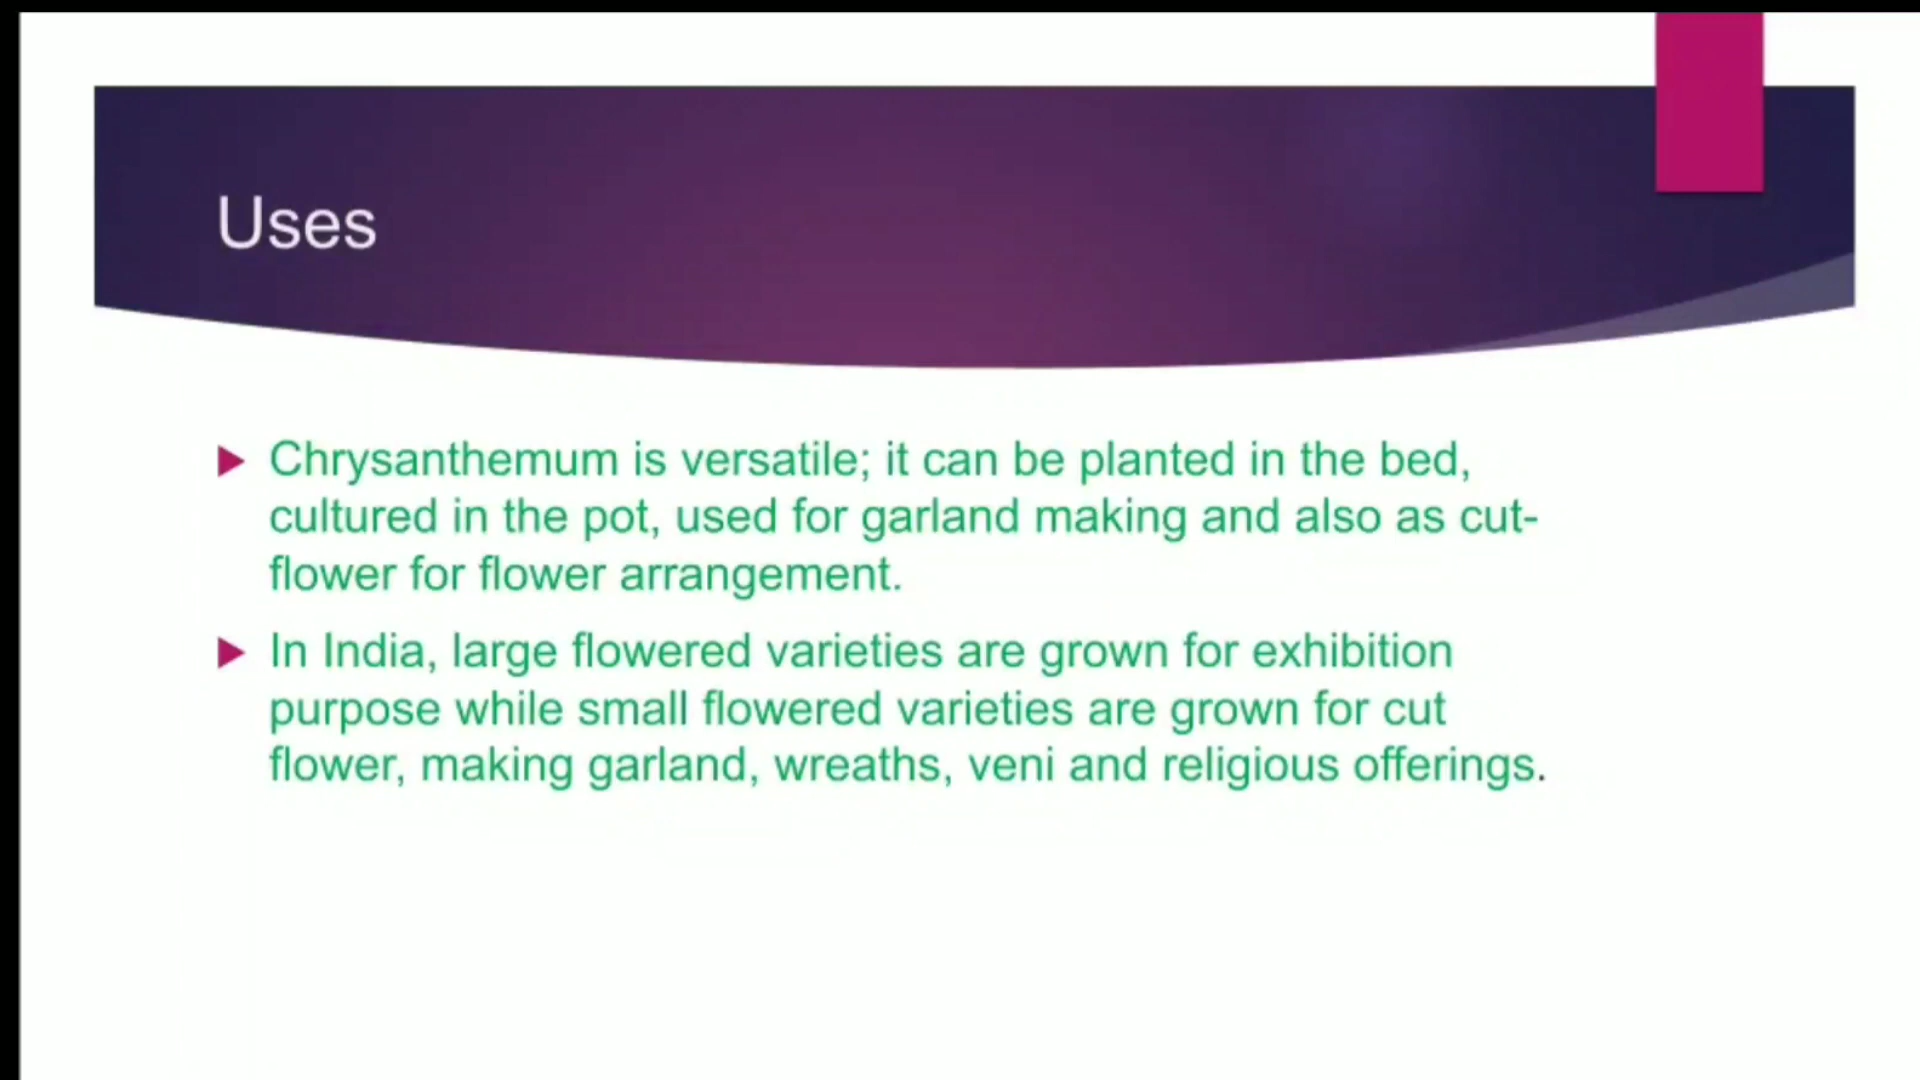 Uses
Chrysanthemum is versatile; it can be planted in the bed,
cultured in the pot, used for garland making and also as cut-
flower for flower arrangement.
In India, large flowered varieties are grown for exhibition
purpose while small flowered varieties are grown for cut
flower, making garland, wreaths, veni and religious offerings.